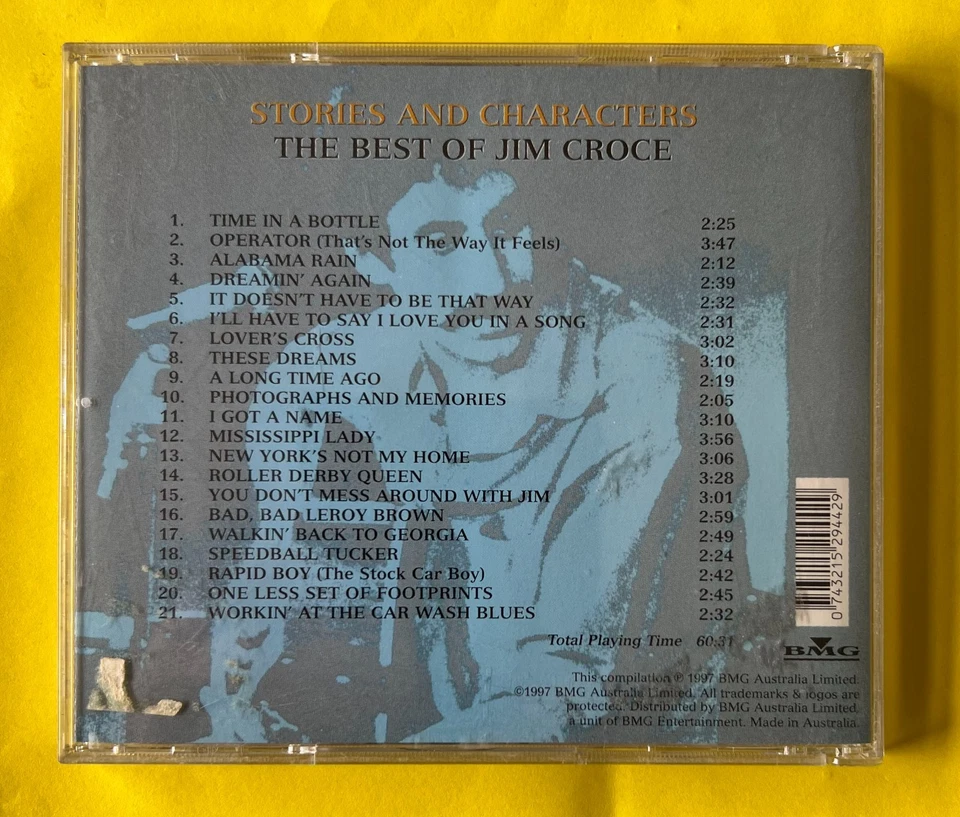 STORIES AND CHARACTERS
THE BEST OF JIM CROCE
1. TIME IN A BOTTLE 2:25
2. OPERATOR (That's Not The Way It Feels) 3:47
3. ALABAMA RAIN 2:12
4. DREAMIN' AGAIN 2:39
5. IT DOESN'T HAVE TO BE THAT WAY 2:32
6. I'LL HAVE TO SAY I LOVE YOU IN A SONG 2:31
7. LOVER'S CROSS 3:02
8. THESE DREAMS 3:10
9. A LONG TIME AGO 2:19
10. PHOTOGRAPHS AND MEMORIES 2:05
11. I GOT A NAME 3:10
12. MISSISSIPPI LADY 3:56
13. NEW YORK'S NOT MY HOME 3:06
14. ROLLER DERBY QUEEN 3:28
15. YOU DON'T MESS AROUND WITH JIM 3:01
16. BAD, BAD LEROY BROWN 2:59
17. WALKIN' BACK TO GEORGIA 2:49
18. SPEEDBALL TUCKER 2:24
19. RAPID BOY (The Stock Car Boy) 2:42
20. ONE LESS SET OF FOOTPRINTS 2:45
21. WORKIN' AT THE CAR WASH BLUES 2:32
Total Playing Time 60:31
0 743215 294429
BMG
This compilation ℗ 1997 BMG Australia Limited.
©1997 BMG Australia Limited. All trademarks & logos are
protected. Distributed by BMG Australia Limited,
a unit of BMG Entertainment. Made in Australia.